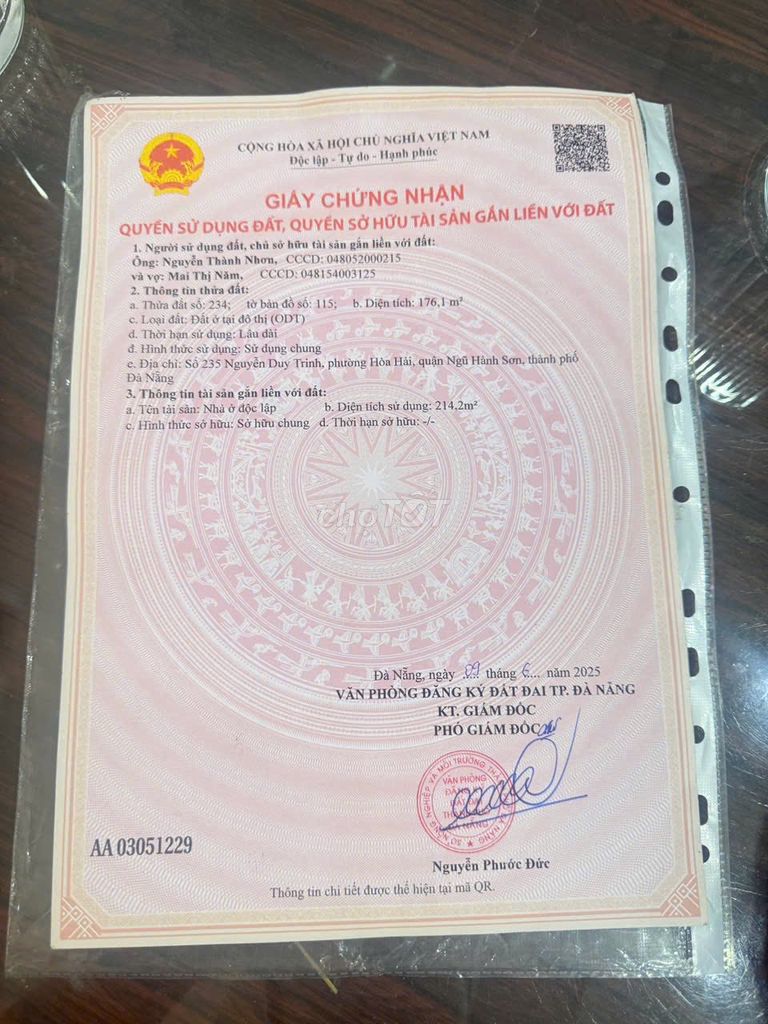 CỘNG HÒA XÃ HỘI CHỦ NGHĨA VIỆT NAM
Độc lập - Tự do - Hạnh phúc
GIẤY CHỨNG NHẬN
QUYỀN SỬ DỤNG ĐẤT, QUYỀN SỞ HỮU TÀI SẢN GẮN LIỀN VỚI ĐẤT
1. Người sử dụng đất, chủ sở hữu tài sản gắn liền với đất:
Ông: Nguyễn Thành Nhơn, CCCD: 048052000215
và vợ: Mai Thị Năm, CCCD: 048154003125
2. Thông tin thửa đất:
a. Thửa đất số: 234; tờ bản đồ số: 115; b. Diện tích: 176,1 m²
c. Loại đất: Đất ở tại đô thị (ODT)
d. Thời hạn sử dụng: Lâu dài
đ. Hình thức sử dụng: Sử dụng chung
e. Địa chỉ: Số 235 Nguyễn Duy Trinh, phường Hòa Hải, quận Ngũ Hành Sơn, thành phố
Đà Nẵng
3. Thông tin tài sản gắn liền với đất:
a. Tên tài sản: Nhà ở độc lập b. Diện tích sử dụng: 214,2m²
c. Hình thức sở hữu: Sở hữu chung d. Thời hạn sở hữu: -/-
choTỐT
Đà Nẵng, ngày 09 tháng 6 năm 2025
VĂN PHÒNG ĐĂNG KÝ ĐẤT ĐAI TP. ĐÀ NẴNG
KT. GIÁM ĐỐC
PHÓ GIÁM ĐỐC
VĂN PHÒNG
AA 03051229
Nguyễn Phước Đức
Thông tin chi tiết được thể hiện tại mã QR.